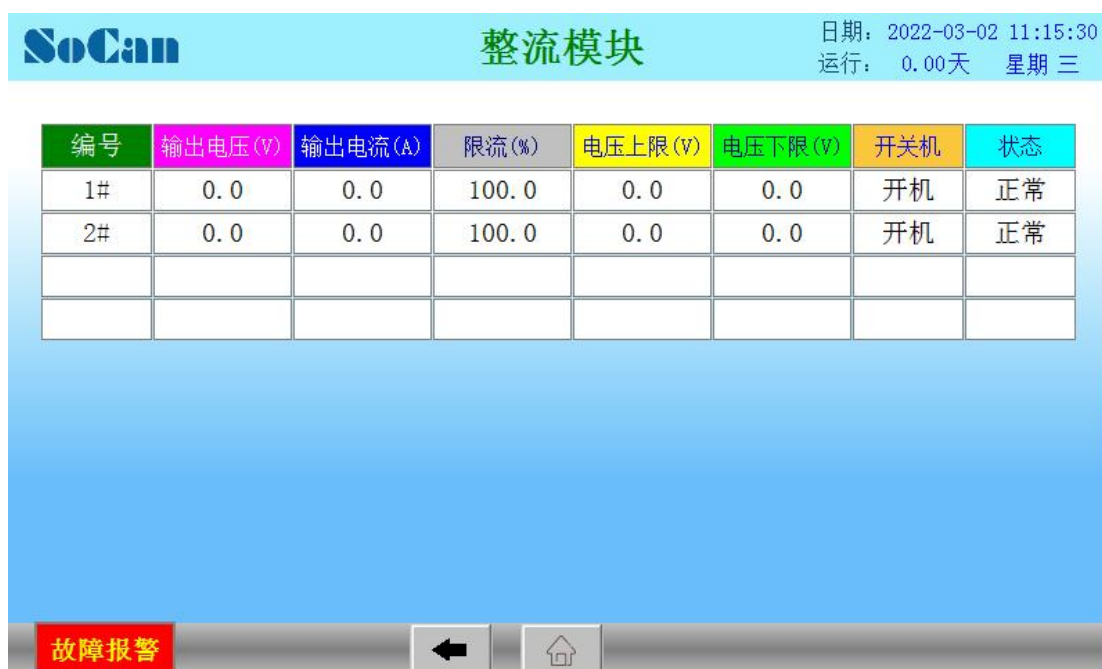 SoCan 整流模块 日期: 2022-03-02 11:15:30
运行: 0.00天 星期 三
编号 输出电压(V) 输出电流(A) 限流(%) 电压上限(V) 电压下限(V) 开关机 状态
1# 0.0 0.0 100.0 0.0 0.0 开机 正常
2# 0.0 0.0 100.0 0.0 0.0 开机 正常
故障报警